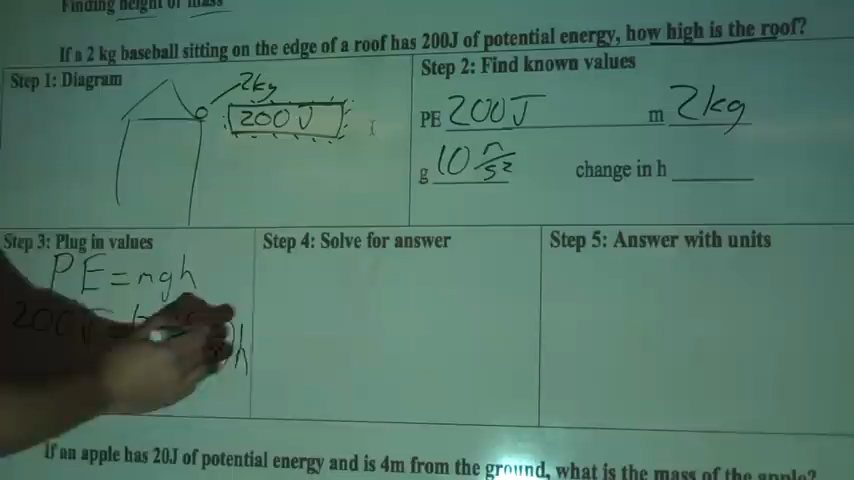 Finding height or mass
If a 2 kg baseball sitting on the edge of a roof has 200J of potential energy, how high is the roof?
Step 1: Diagram
2kg
200 J
Step 2: Find known values
PE 200J
m 2kg
g 10 m/s²
change in h
Step 3: Plug in values
PE = mgh
200J =
h
Step 4: Solve for answer
Step 5: Answer with units
If an apple has 20J of potential energy and is 4m from the ground, what is the mass of the apple?